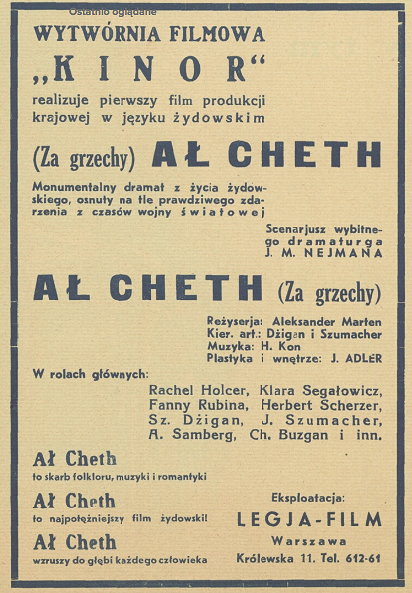 Ostatnio oglądane
WYTWÓRNIA FILMOWA
„KINOR“
realizuje pierwszy film produkcji
krajowej w języku żydowskim
(Za grzechy) AŁ CHETH
Monumentalny dramat z życia żydow-
skiego, osnuty na tle prawdziwego zda-
rzenia z czasów wojny światowej
Scenarjusz wybitne-
go dramaturga
J. M. NEJMANA
AŁ CHETH (Za grzechy)
Reżyserja: Aleksander Marten
Kier. art.: Dżigan i Szumacher
Muzyka: H. Kon
Plastyka i wnętrze: J. ADLER
W rolach głównych:
Rachel Holcer, Klara Segałowicz,
Fanny Rubina, Herbert Scherzer,
Sz. Dżigan, J. Szumacher,
A. Samberg, Ch. Buzgan i inn.
Ał Cheth
to skarb folkloru, muzyki i romantyki
Ał Cheth
to najpotężniejszy film żydowski!
Ał Cheth
wzruszy do głębi każdego człowieka
Eksploatacja:
LEGJA-FILM
Warszawa
Królewska 11. Tel. 612-61